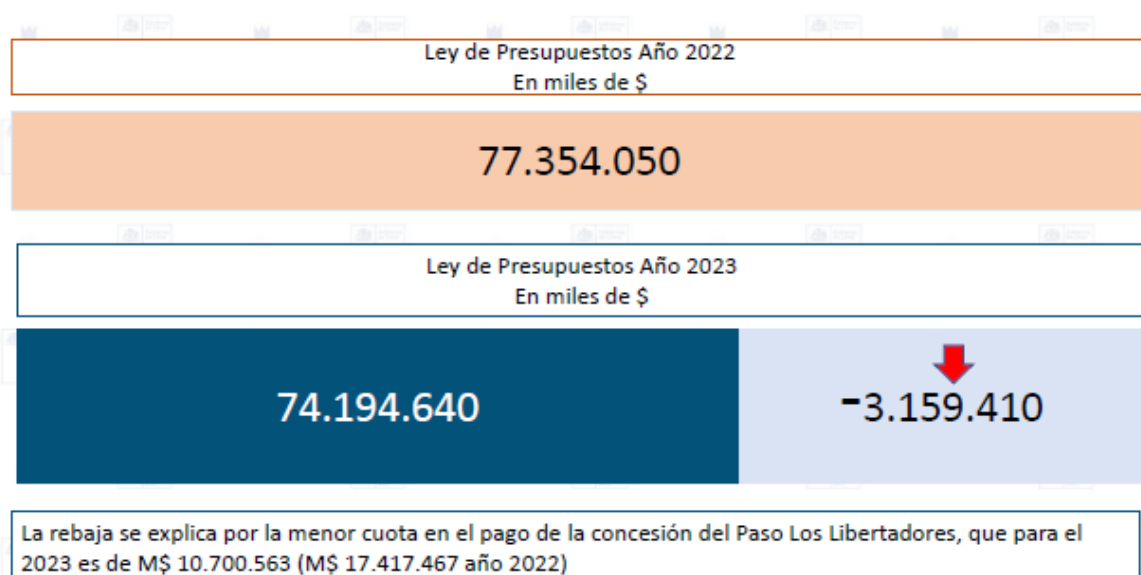 Ley de Presupuestos Año 2022
En miles de $
77.354.050
Ley de Presupuestos Año 2023
En miles de $
74.194.640
-3.159.410
La rebaja se explica por la menor cuota en el pago de la concesión del Paso Los Libertadores, que para el
2023 es de M$ 10.700.563 (M$ 17.417.467 año 2022)